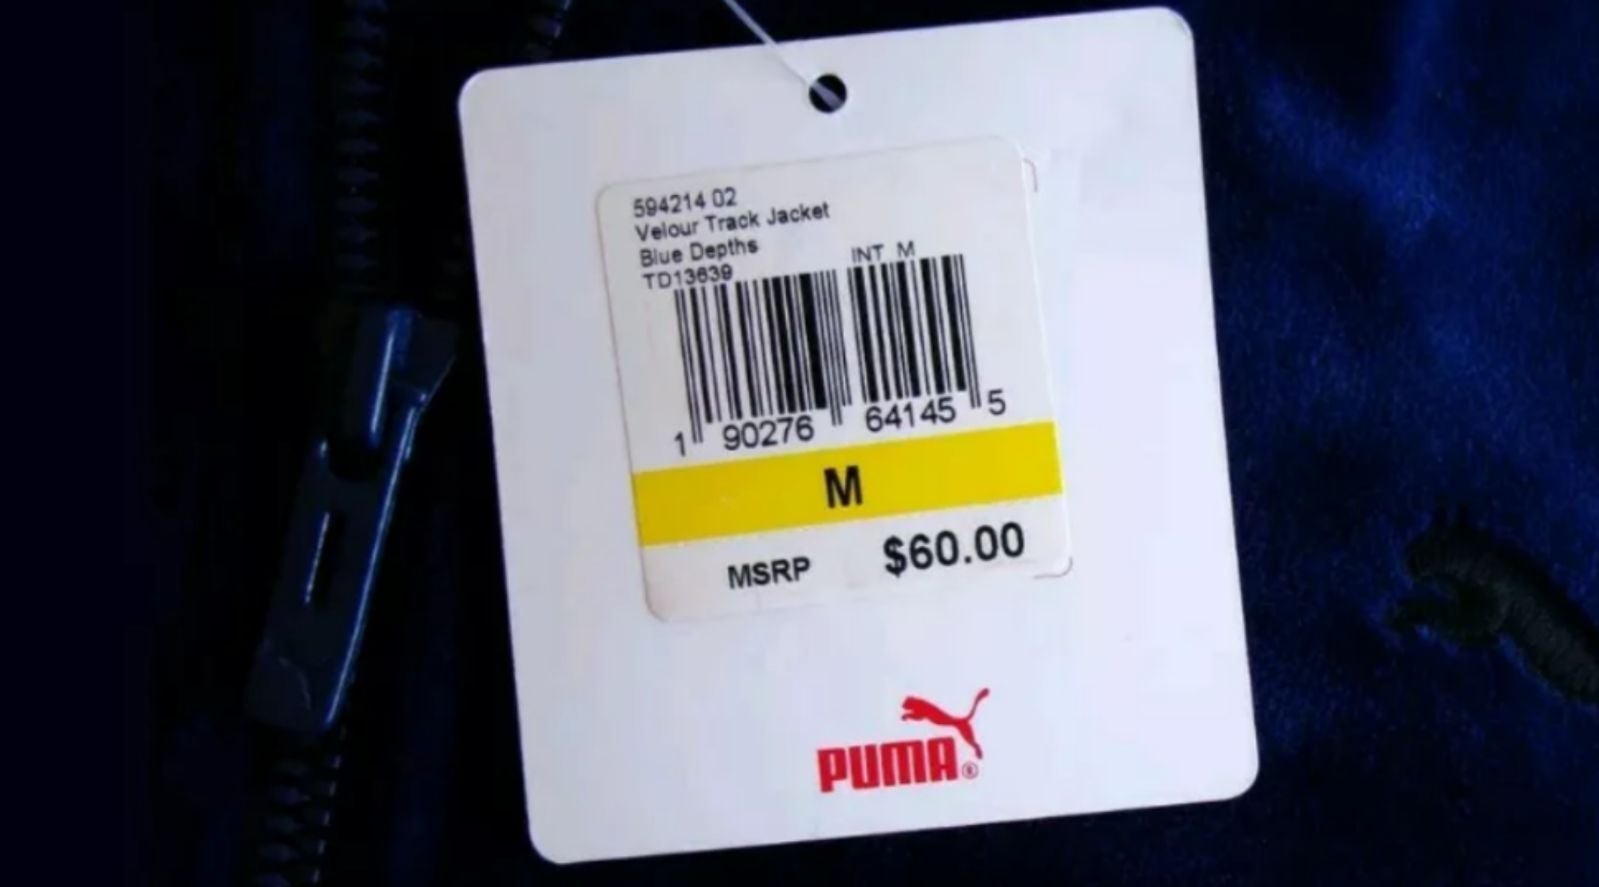 594214 02
Velour Track Jacket
Blue Depths
TD13639
INT M
1 90276 64145 5
M
MSRP $60.00
PUMA®